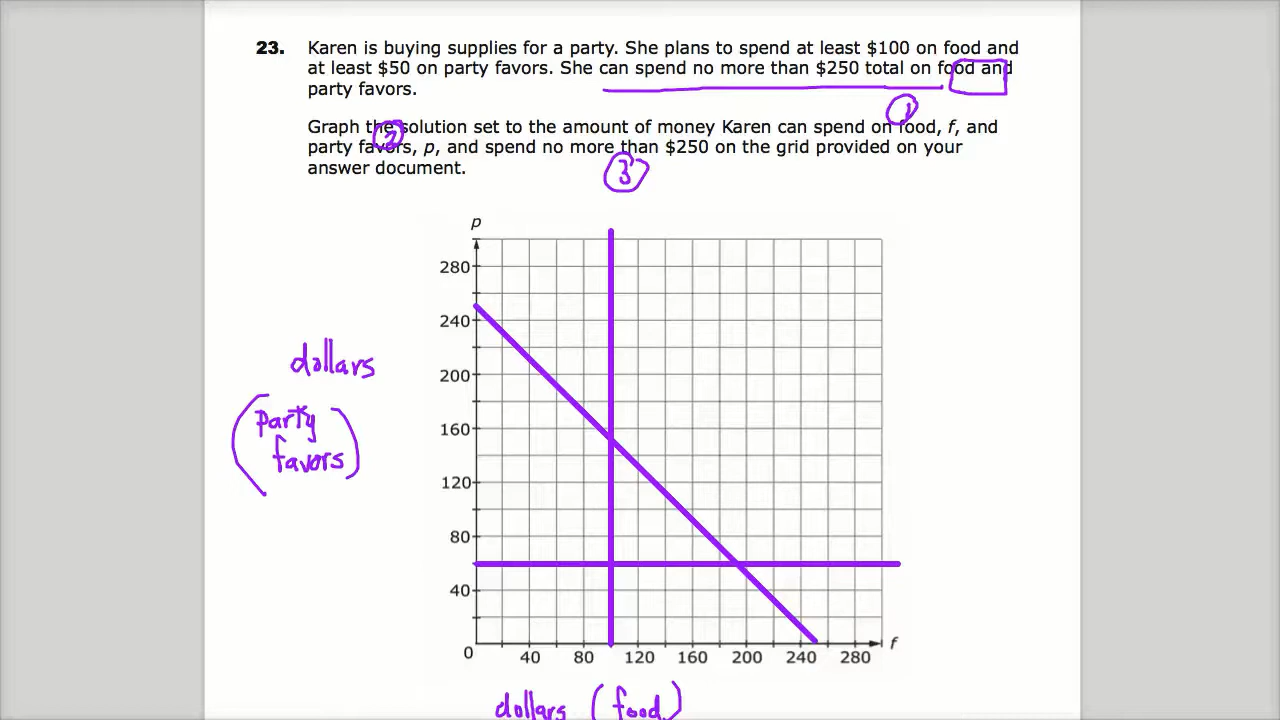 23. Karen is buying supplies for a party. She plans to spend at least $100 on food and
at least $50 on party favors. She can spend no more than $250 total on food and
party favors.
1
Graph the solution set to the amount of money Karen can spend on food, f, and
2
party favors, p, and spend no more than $250 on the grid provided on your
answer document.
3
p
280
240
dollars
200
(party
favors)
160
120
80
40
0 40 80 120 160 200 240 280 f
dollars (food)